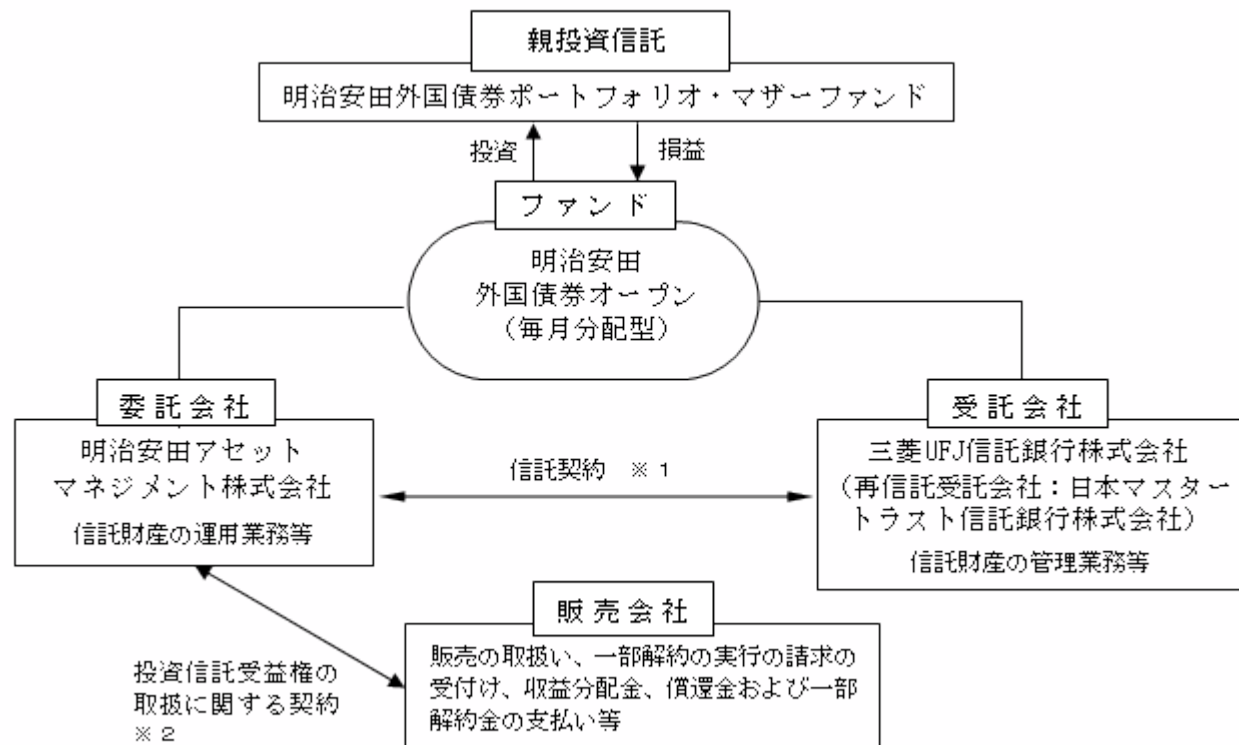 親投資信託
明治安田外国債券ポートフォリオ・マザーファンド
投資
損益
ファンド
明治安田
外国債券オープン
（毎月分配型）
委託会社
明治安田アセット
マネジメント株式会社
信託財産の運用業務等
信託契約 ※１
受託会社
三菱UFJ信託銀行株式会社
（再信託受託会社：日本マスター
トラスト信託銀行株式会社）
信託財産の管理業務等
投資信託受益権の
取扱に関する契約
※２
販売会社
販売の取扱い、一部解約の実行の請求の
受付け、収益分配金、償還金および一部
解約金の支払い等